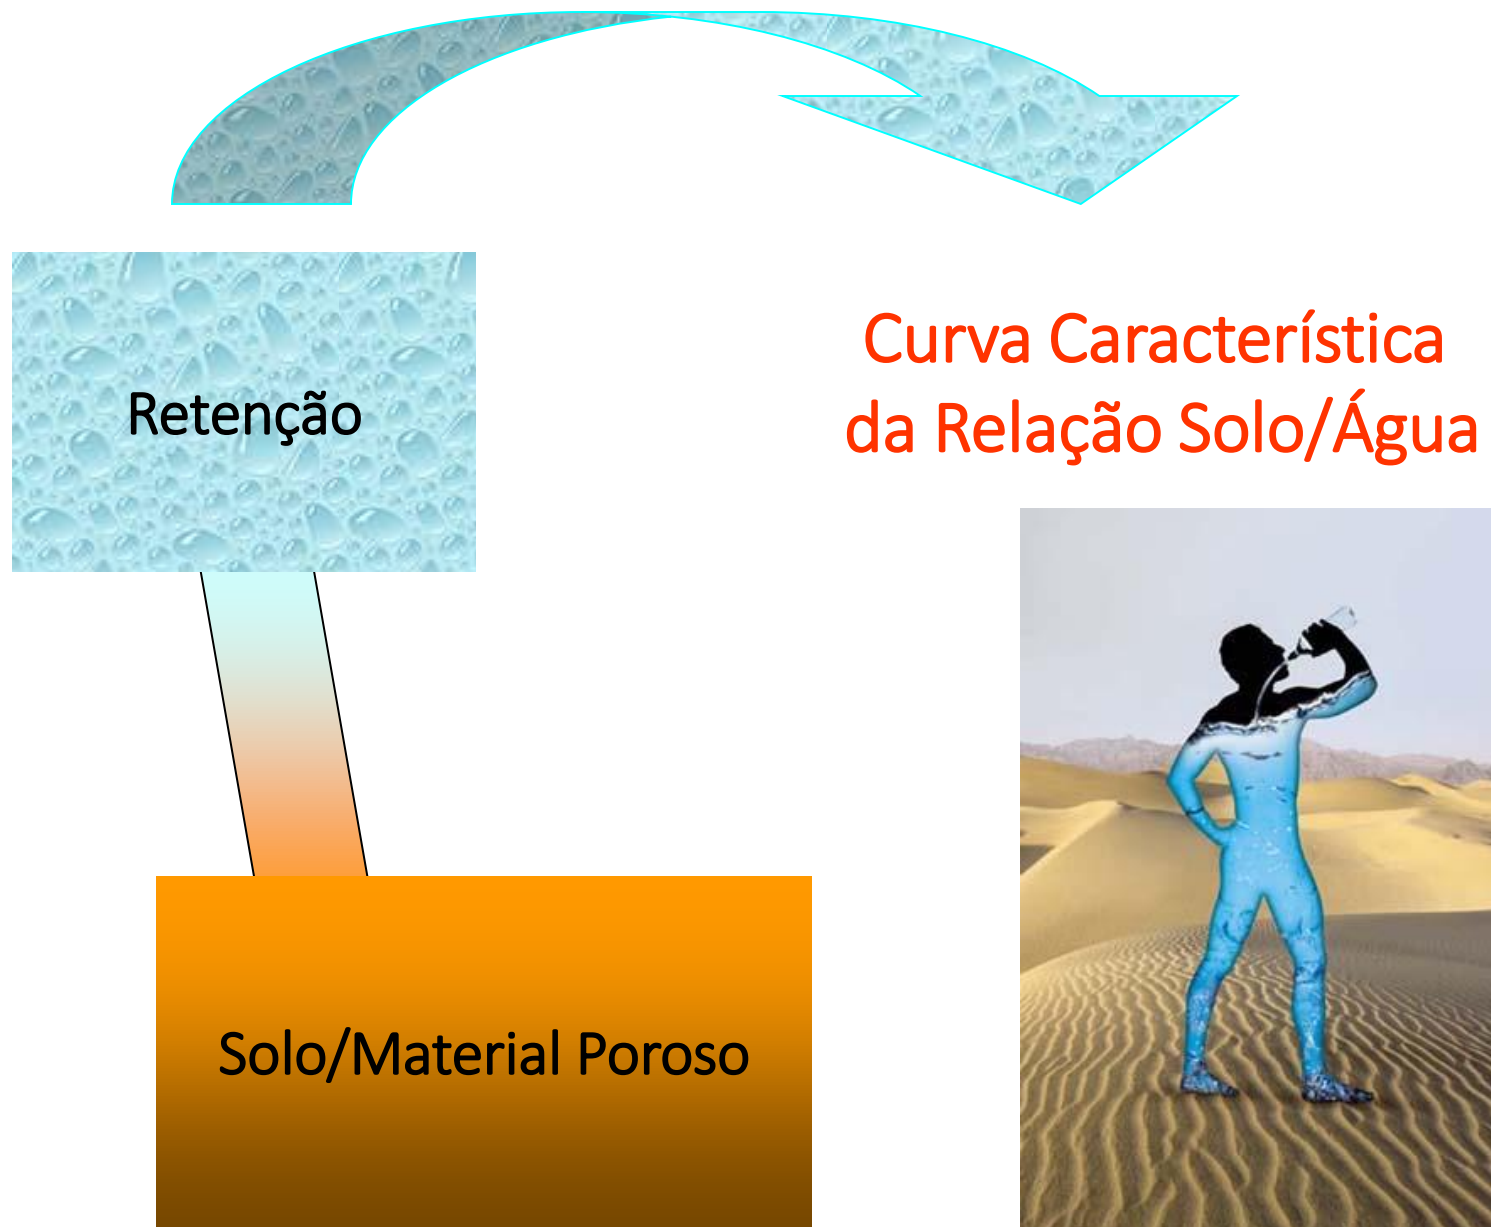 Retenção
Curva Característica
da Relação Solo/Água
Solo/Material Poroso